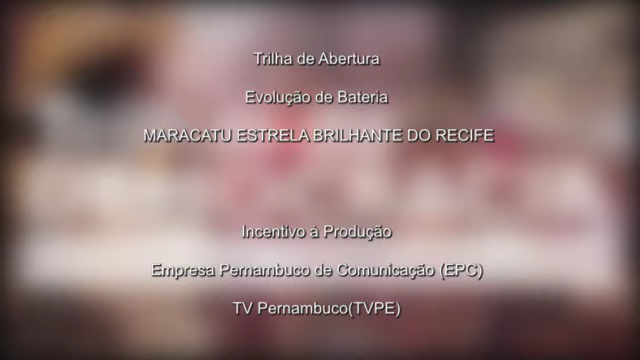 Trilha de Abertura
Evolução de Bateria
MARACATU ESTRELA BRILHANTE DO RECIFE
Incentivo à Produção
Empresa Pernambuco de Comunicação (EPC)
TV Pernambuco(TVPE)